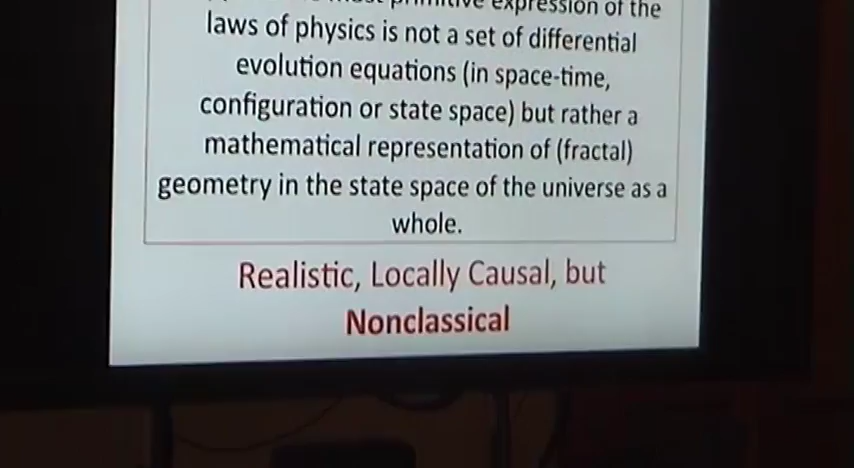 expression of the
laws of physics is not a set of differential
evolution equations (in space-time,
configuration or state space) but rather a
mathematical representation of (fractal)
geometry in the state space of the universe as a
whole.
Realistic, Locally Causal, but
Nonclassical